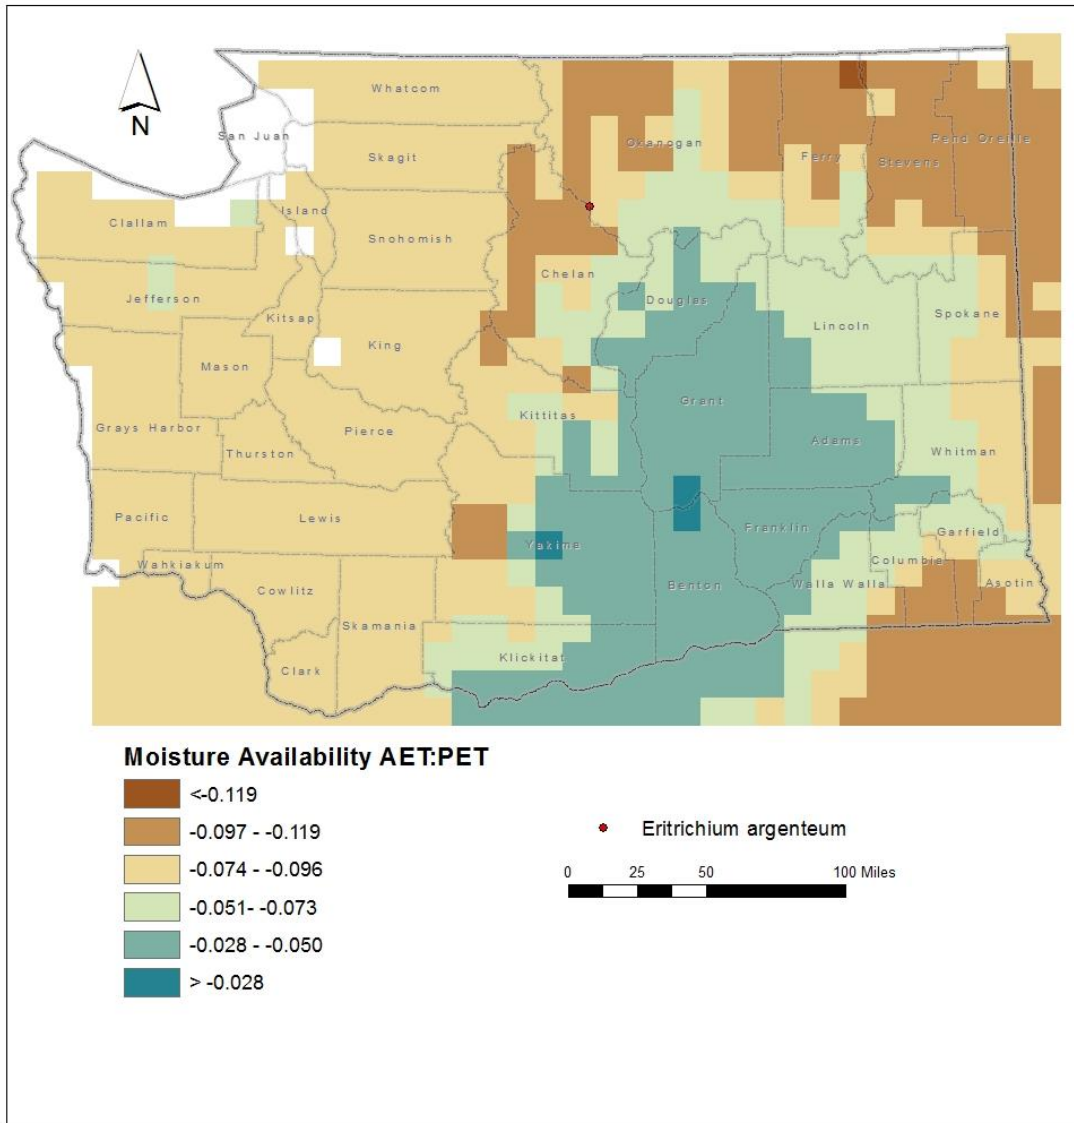 Whatcom
San Juan
N
Skagit
Okanogan
Ferry
Stevens
Pend Oreille
Island
Clallam
Snohomish
Chelan
Jefferson
Douglas
Kitsap
Lincoln
Spokane
King
Mason
Grant
Kittitas
Grays Harbor
Pierce
Adams
Thurston
Whitman
Pacific
Lewis
Yakima
Franklin
Garfield
Wahkiakum
Columbia
Cowlitz
Benton
Walla Walla
Asotin
Skamania
Klickitat
Clark
Moisture Availability AET:PET
<-0.119
-0.097 - -0.119
-0.074 - -0.096
-0.051- -0.073
-0.028 - -0.050
> -0.028
Eritrichium argenteum
0 25 50 100 Miles